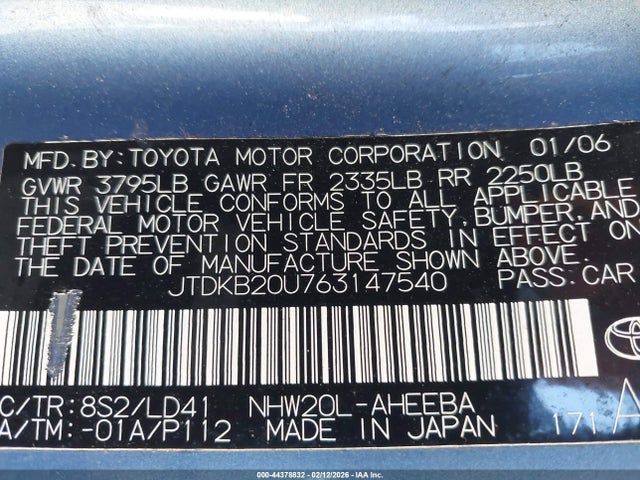 MFD.BY:TOYOTA MOTOR CORPORATION 01/06
GVWR 3795LB GAWR FR 2335LB RR 2250LB
THIS VEHICLE CONFORMS TO ALL APPLICABLE
FEDERAL MOTOR VEHICLE SAFETY,BUMPER,AND
THEFT PREVENTION STANDARDS IN EFFECT ON
THE DATE OF MANUFACTURE SHOWN ABOVE.
JTDKB20U763147540 PASS.CAR
C/TR:8S2/LD41 NHW20L-AHEEBA
A/TM:-01A/P112 MADE IN JAPAN 171 A
000-44378832 - 02/12/2026 - IAAI.COM